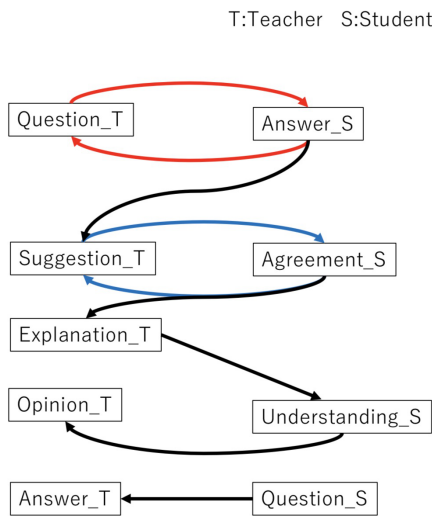 T:Teacher S:Student
Question_T
Answer_S
Suggestion_T
Agreement_S
Explanation_T
Opinion_T
Understanding_S
Answer_T
Question_S